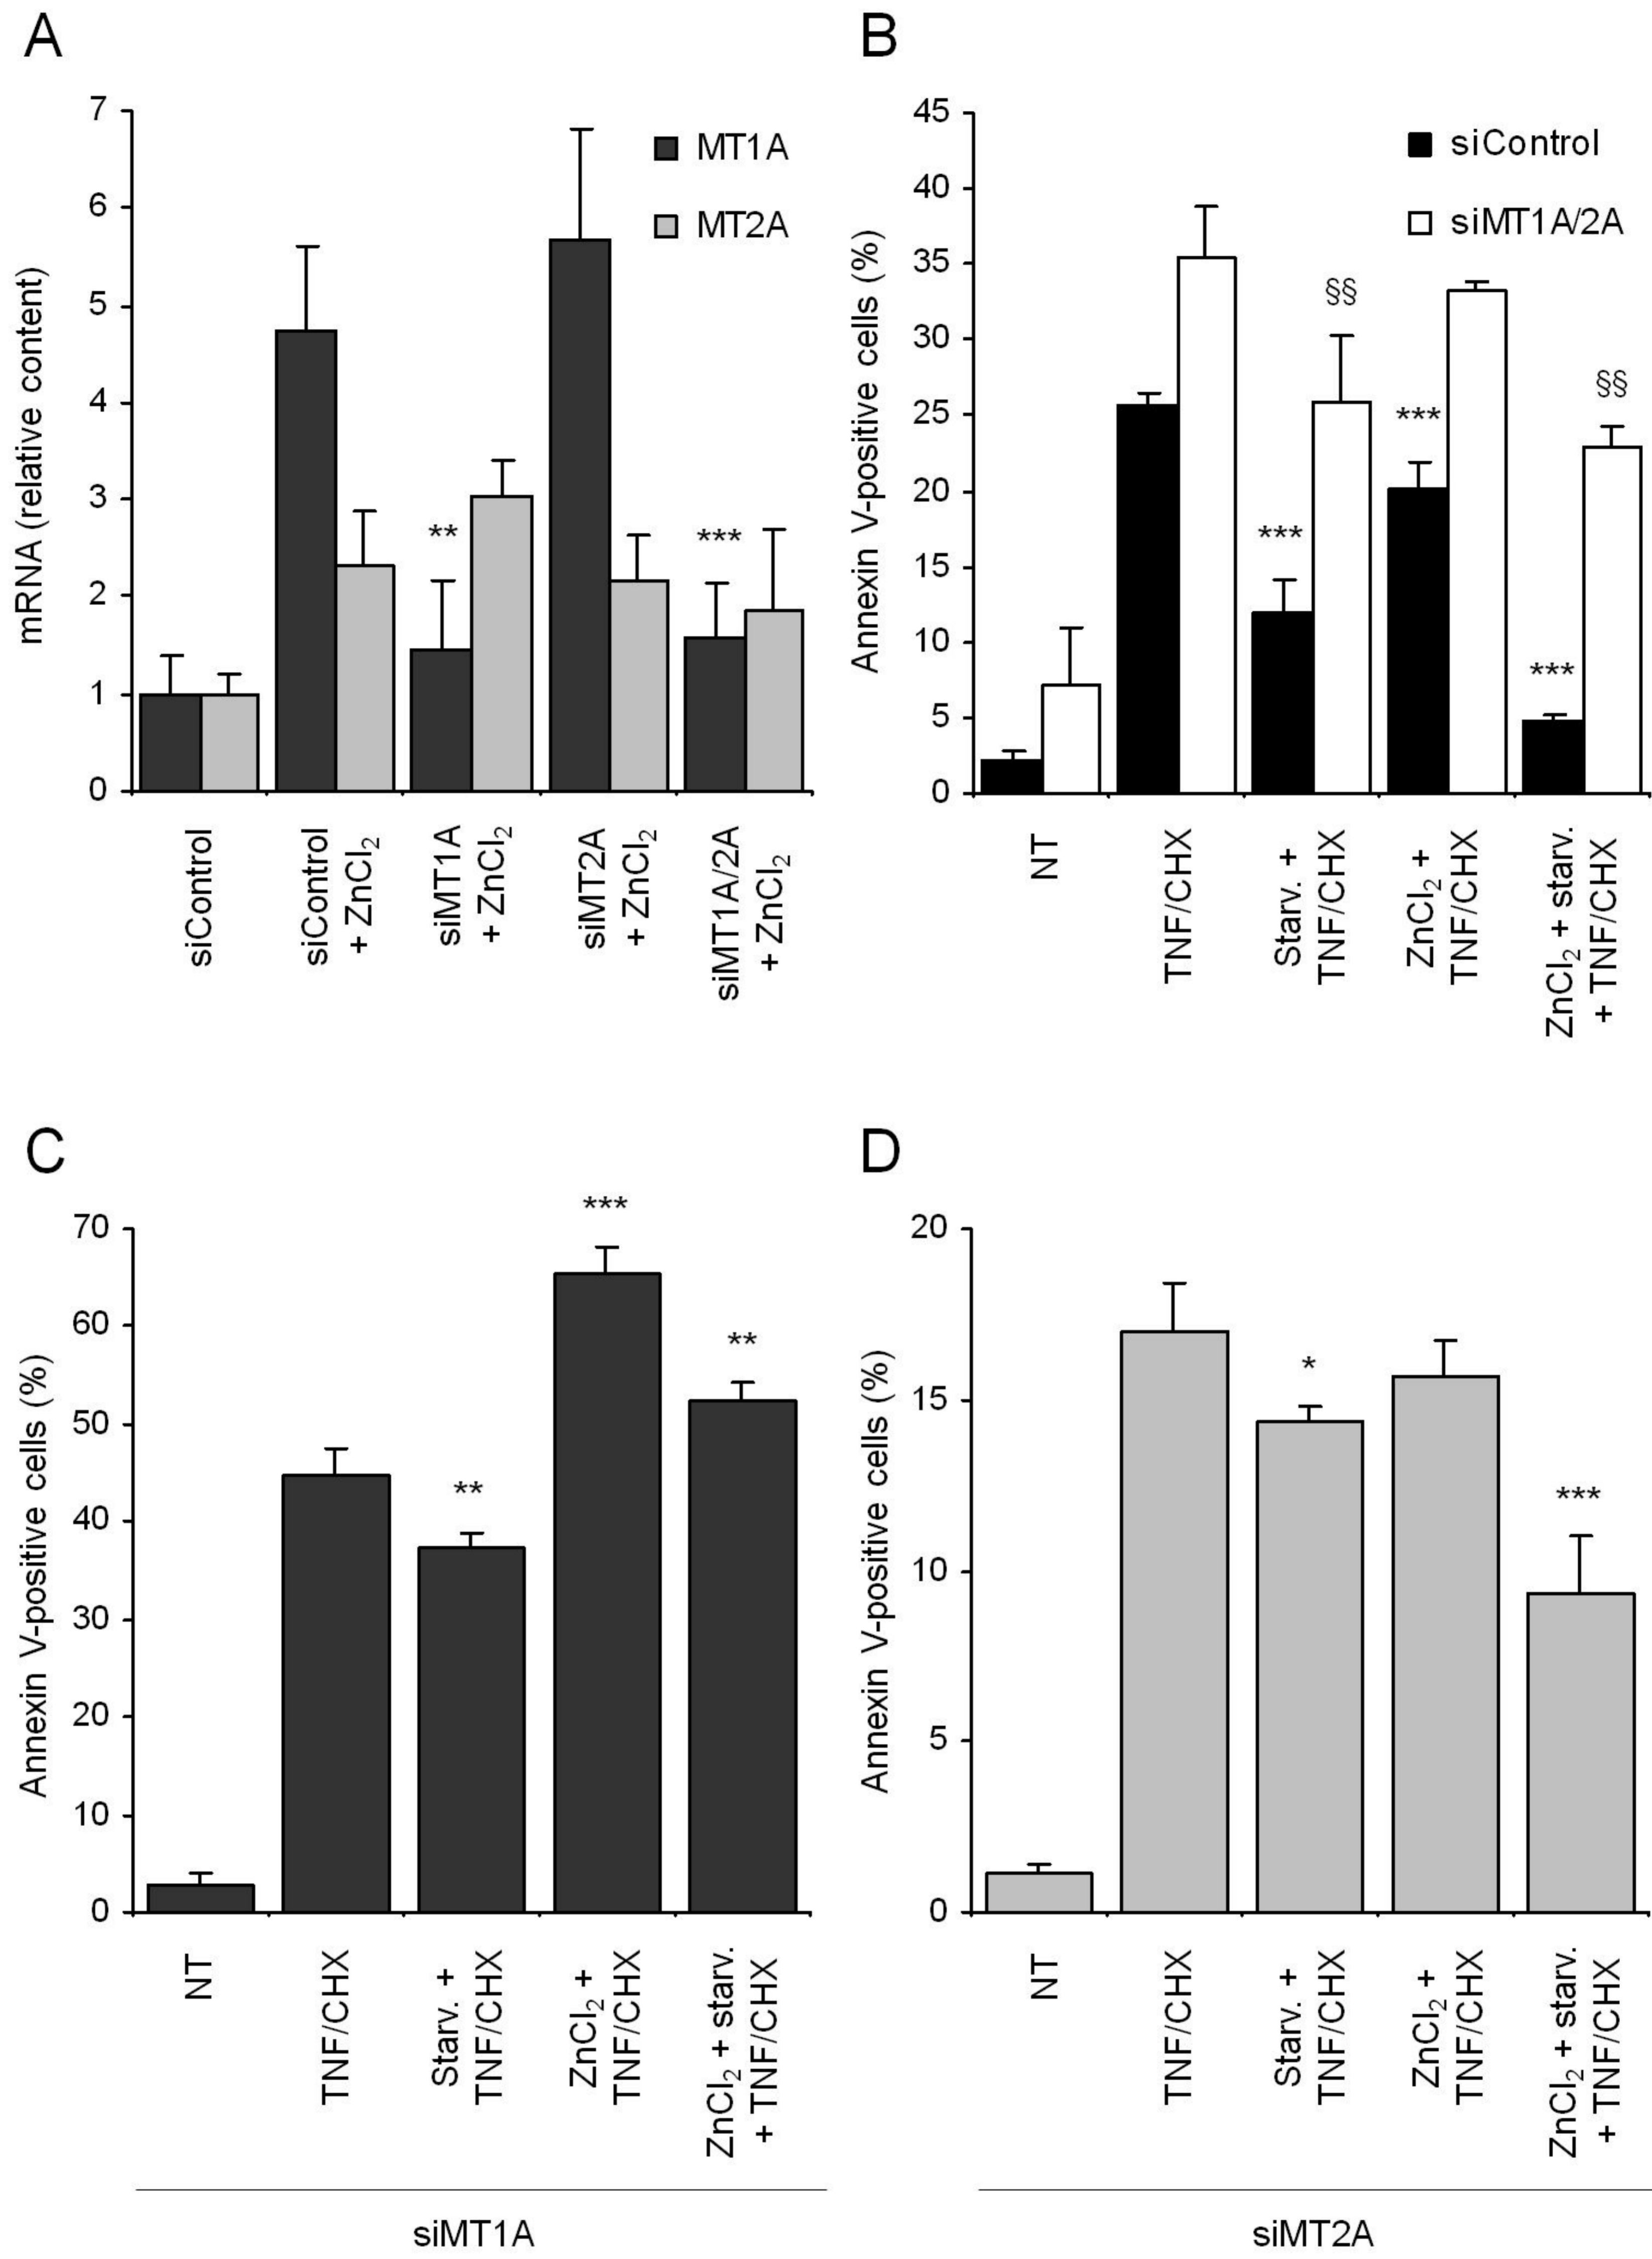 A
mRNA (relative content)
7
6
5
4
3
2
1
0
MT1A
MT2A
**
***
siControl
siControl
+ ZnCl₂
siMT1A
+ ZnCl₂
siMT2A
+ ZnCl₂
siMT1A/2A
+ ZnCl₂
B
Annexin V-positive cells (%)
45
40
35
30
25
20
15
10
5
0
siControl
siMT1A/2A
***
§§
***
***
§§
NT
TNF/CHX
Starv. +
TNF/CHX
ZnCl₂ +
TNF/CHX
ZnCl₂ + starv.
+ TNF/CHX
C
Annexin V-positive cells (%)
70
60
50
40
30
20
10
0
**
***
**
NT
TNF/CHX
Starv. +
TNF/CHX
ZnCl₂ +
TNF/CHX
ZnCl₂ + starv.
+ TNF/CHX
siMT1A
D
Annexin V-positive cells (%)
20
15
10
5
0
*
***
NT
TNF/CHX
Starv. +
TNF/CHX
ZnCl₂ +
TNF/CHX
ZnCl₂ + starv.
+ TNF/CHX
siMT2A